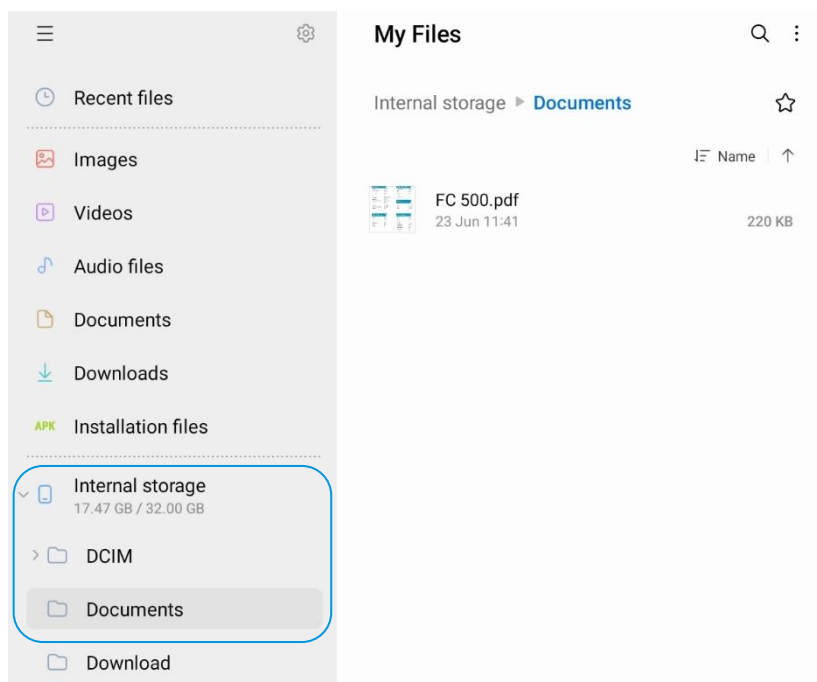 Recent files
Images
Videos
Audio files
Documents
Downloads
APK Installation files
Internal storage
17.47 GB / 32.00 GB
DCIM
Documents
Download
My Files
Internal storage Documents
Name
FC 500.pdf
23 Jun 11:41 220 KB